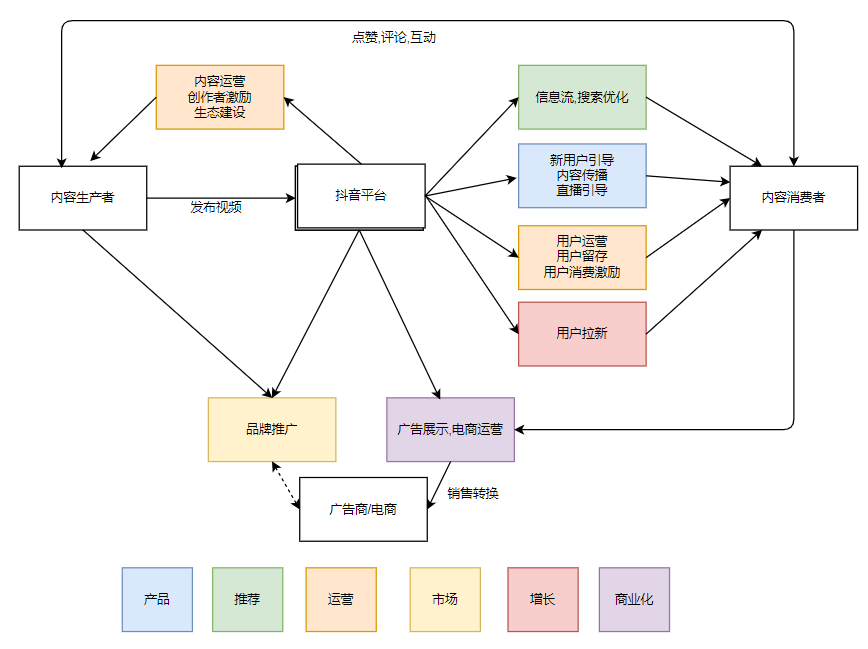 点赞,评论,互动
内容运营
创作者激励
生态建设
信息流,搜索优化
新用户引导
内容传播
直播引导
内容生产者
发布视频
抖音平台
内容消费者
用户运营
用户留存
用户消费激励
用户拉新
品牌推广
广告展示,电商运营
销售转换
广告商/电商
产品
推荐
运营
市场
增长
商业化